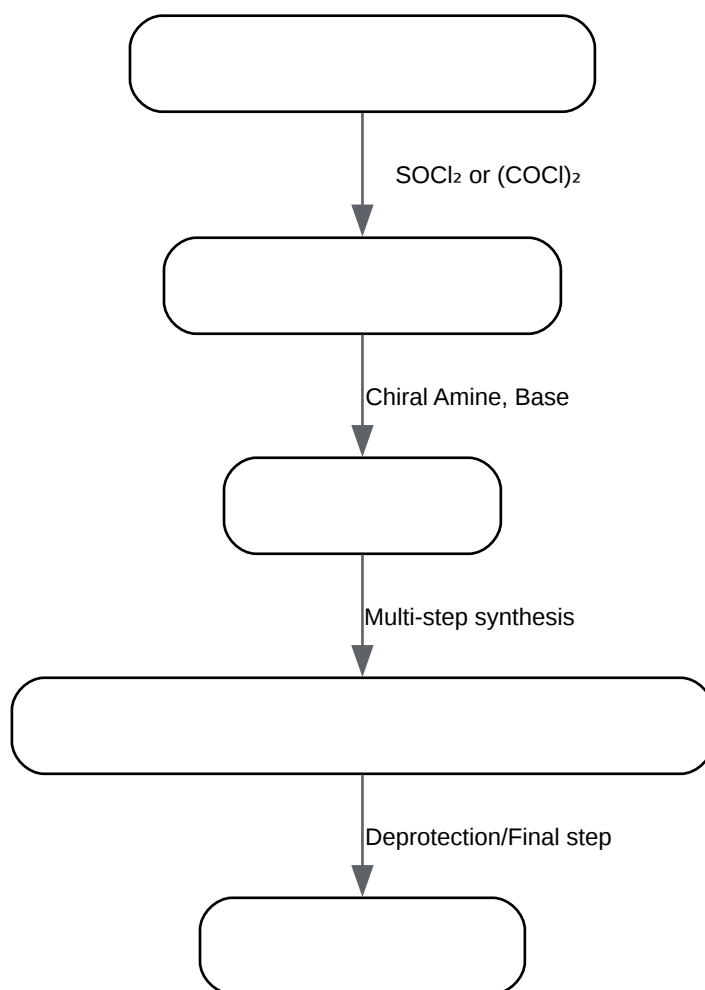 SOCl₂ or (COCl)₂
Chiral Amine, Base
Multi-step synthesis
Deprotection/Final step